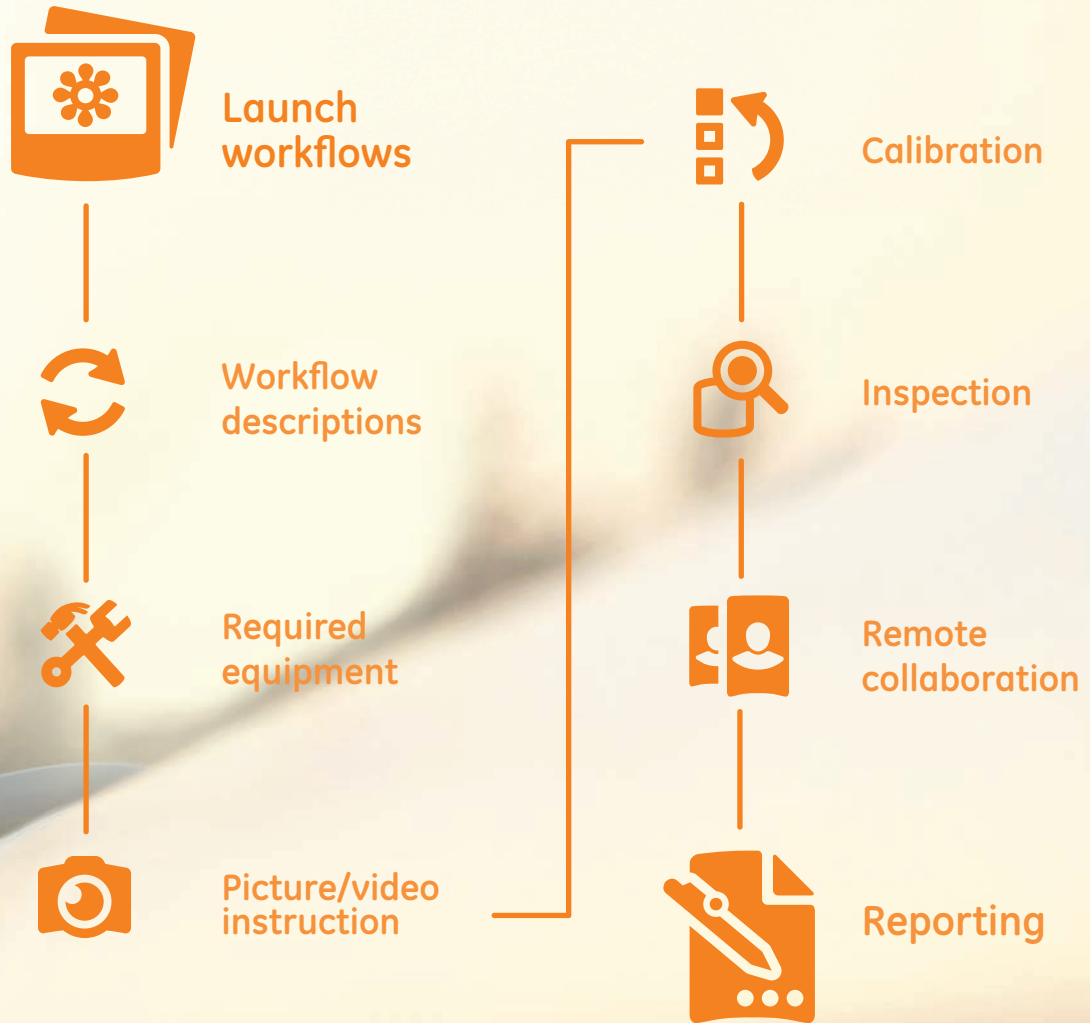 Launch
workflows
Workflow
descriptions
Required
equipment
Picture/video
instruction
Calibration
Inspection
Remote
collaboration
Reporting